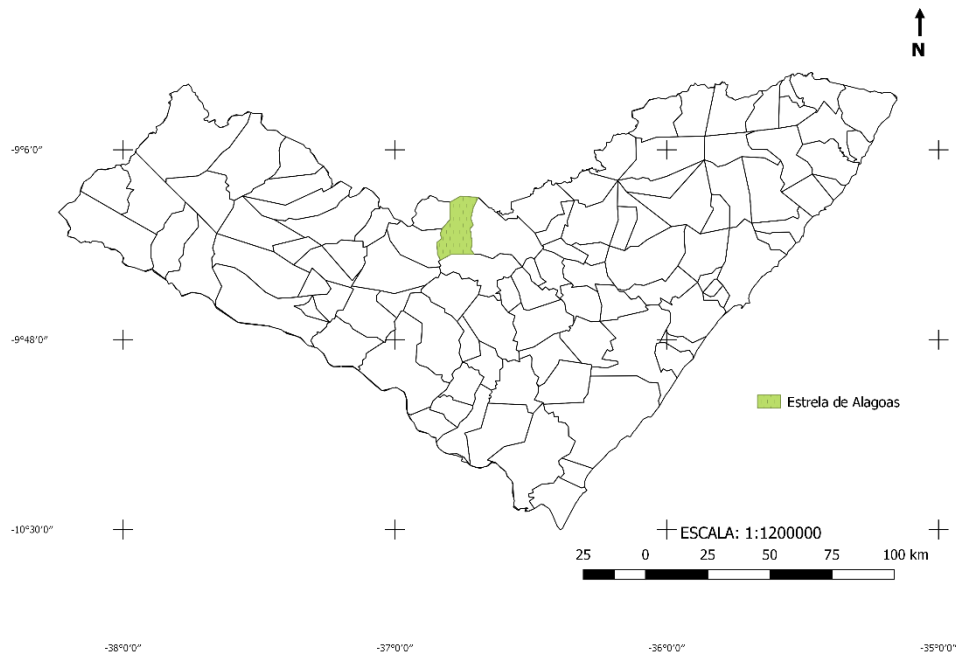 N
-9°6'0"
-9°48'0"
Estrela de Alagoas
-10°30'0"
ESCALA: 1:1200000
25 0 25 50 75 100 km
-38°0'0" -37°0'0" -36°0'0" -35°0'0"